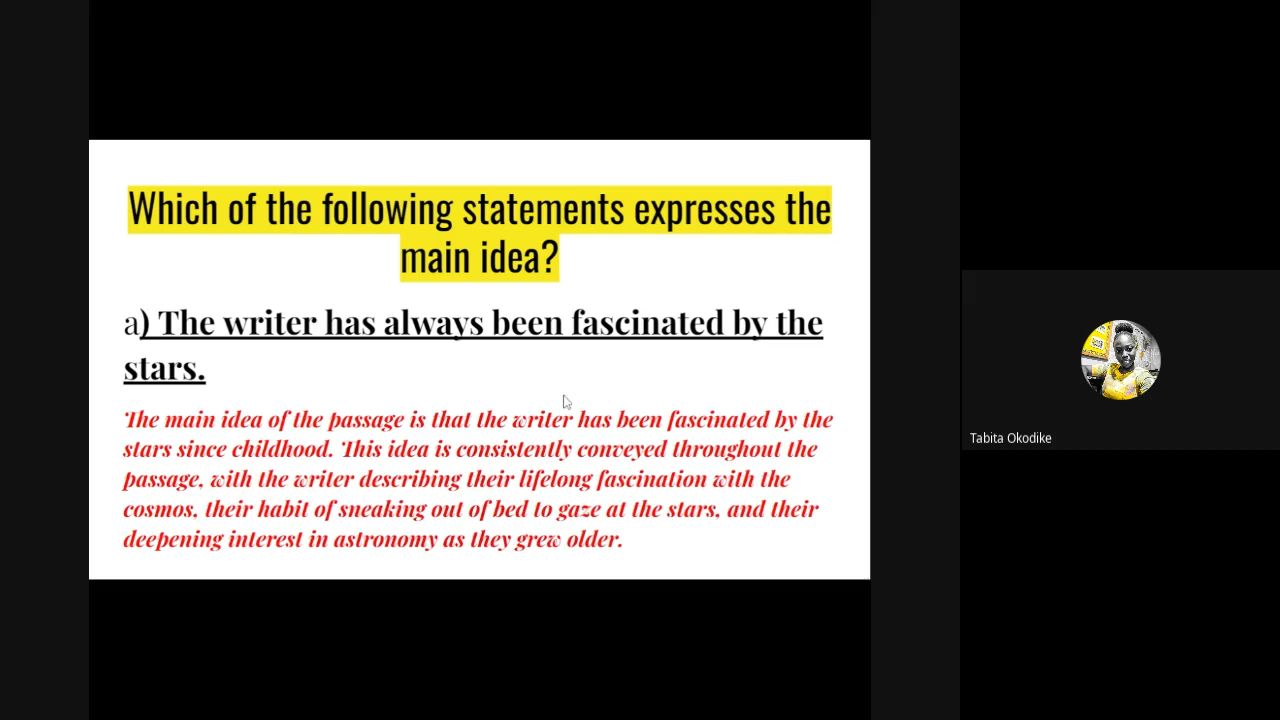 Which of the following statements expresses the
main idea?
a) The writer has always been fascinated by the
stars.
The main idea of the passage is that the writer has been fascinated by the
stars since childhood. This idea is consistently conveyed throughout the
passage, with the writer describing their lifelong fascination with the
cosmos, their habit of sneaking out of bed to gaze at the stars, and their
deepening interest in astronomy as they grew older.
Tabita Okodike